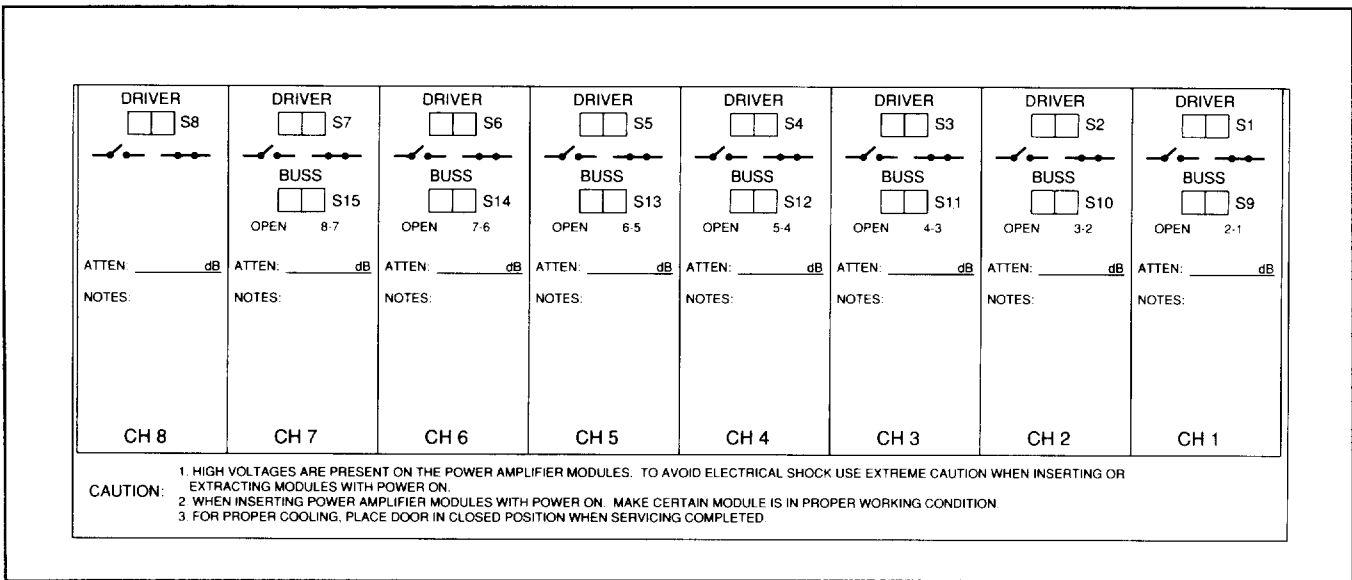 DRIVER DRIVER DRIVER DRIVER DRIVER DRIVER DRIVER DRIVER
S8 S7 S6 S5 S4 S3 S2 S1
BUSS BUSS BUSS BUSS BUSS BUSS BUSS
S15 S14 S13 S12 S11 S10 S9
OPEN 8-7 OPEN 7-6 OPEN 6-5 OPEN 5-4 OPEN 4-3 OPEN 3-2 OPEN 2-1
ATTEN: dB ATTEN: dB ATTEN: dB ATTEN: dB ATTEN: dB ATTEN: dB ATTEN: dB ATTEN: dB
NOTES: NOTES: NOTES: NOTES: NOTES: NOTES: NOTES: NOTES:
CH 8 CH 7 CH 6 CH 5 CH 4 CH 3 CH 2 CH 1
CAUTION:
1. HIGH VOLTAGES ARE PRESENT ON THE POWER AMPLIFIER MODULES. TO AVOID ELECTRICAL SHOCK USE EXTREME CAUTION WHEN INSERTING OR
EXTRACTING MODULES WITH POWER ON.
2. WHEN INSERTING POWER AMPLIFIER MODULES WITH POWER ON. MAKE CERTAIN MODULE IS IN PROPER WORKING CONDITION.
3. FOR PROPER COOLING, PLACE DOOR IN CLOSED POSITION WHEN SERVICING COMPLETED.